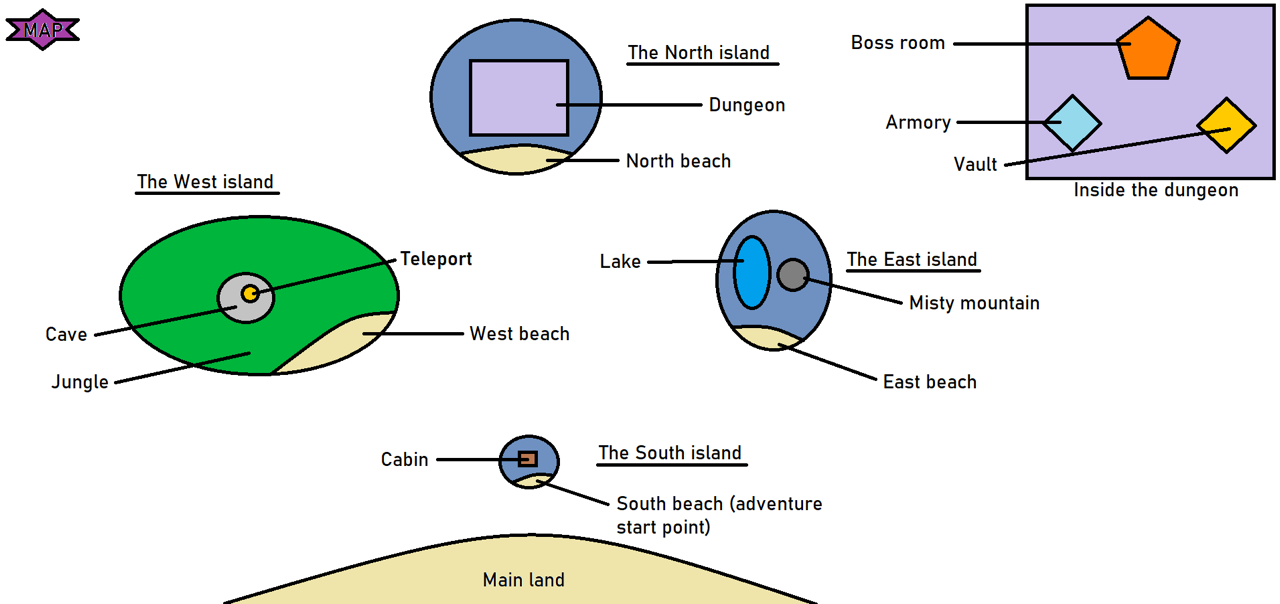 MAP
The North island
Dungeon
North beach
Boss room
Armory
Vault
Inside the dungeon
The West island
Teleport
Cave
West beach
Jungle
Lake
The East island
Misty mountain
East beach
Cabin
The South island
South beach (adventure
start point)
Main land